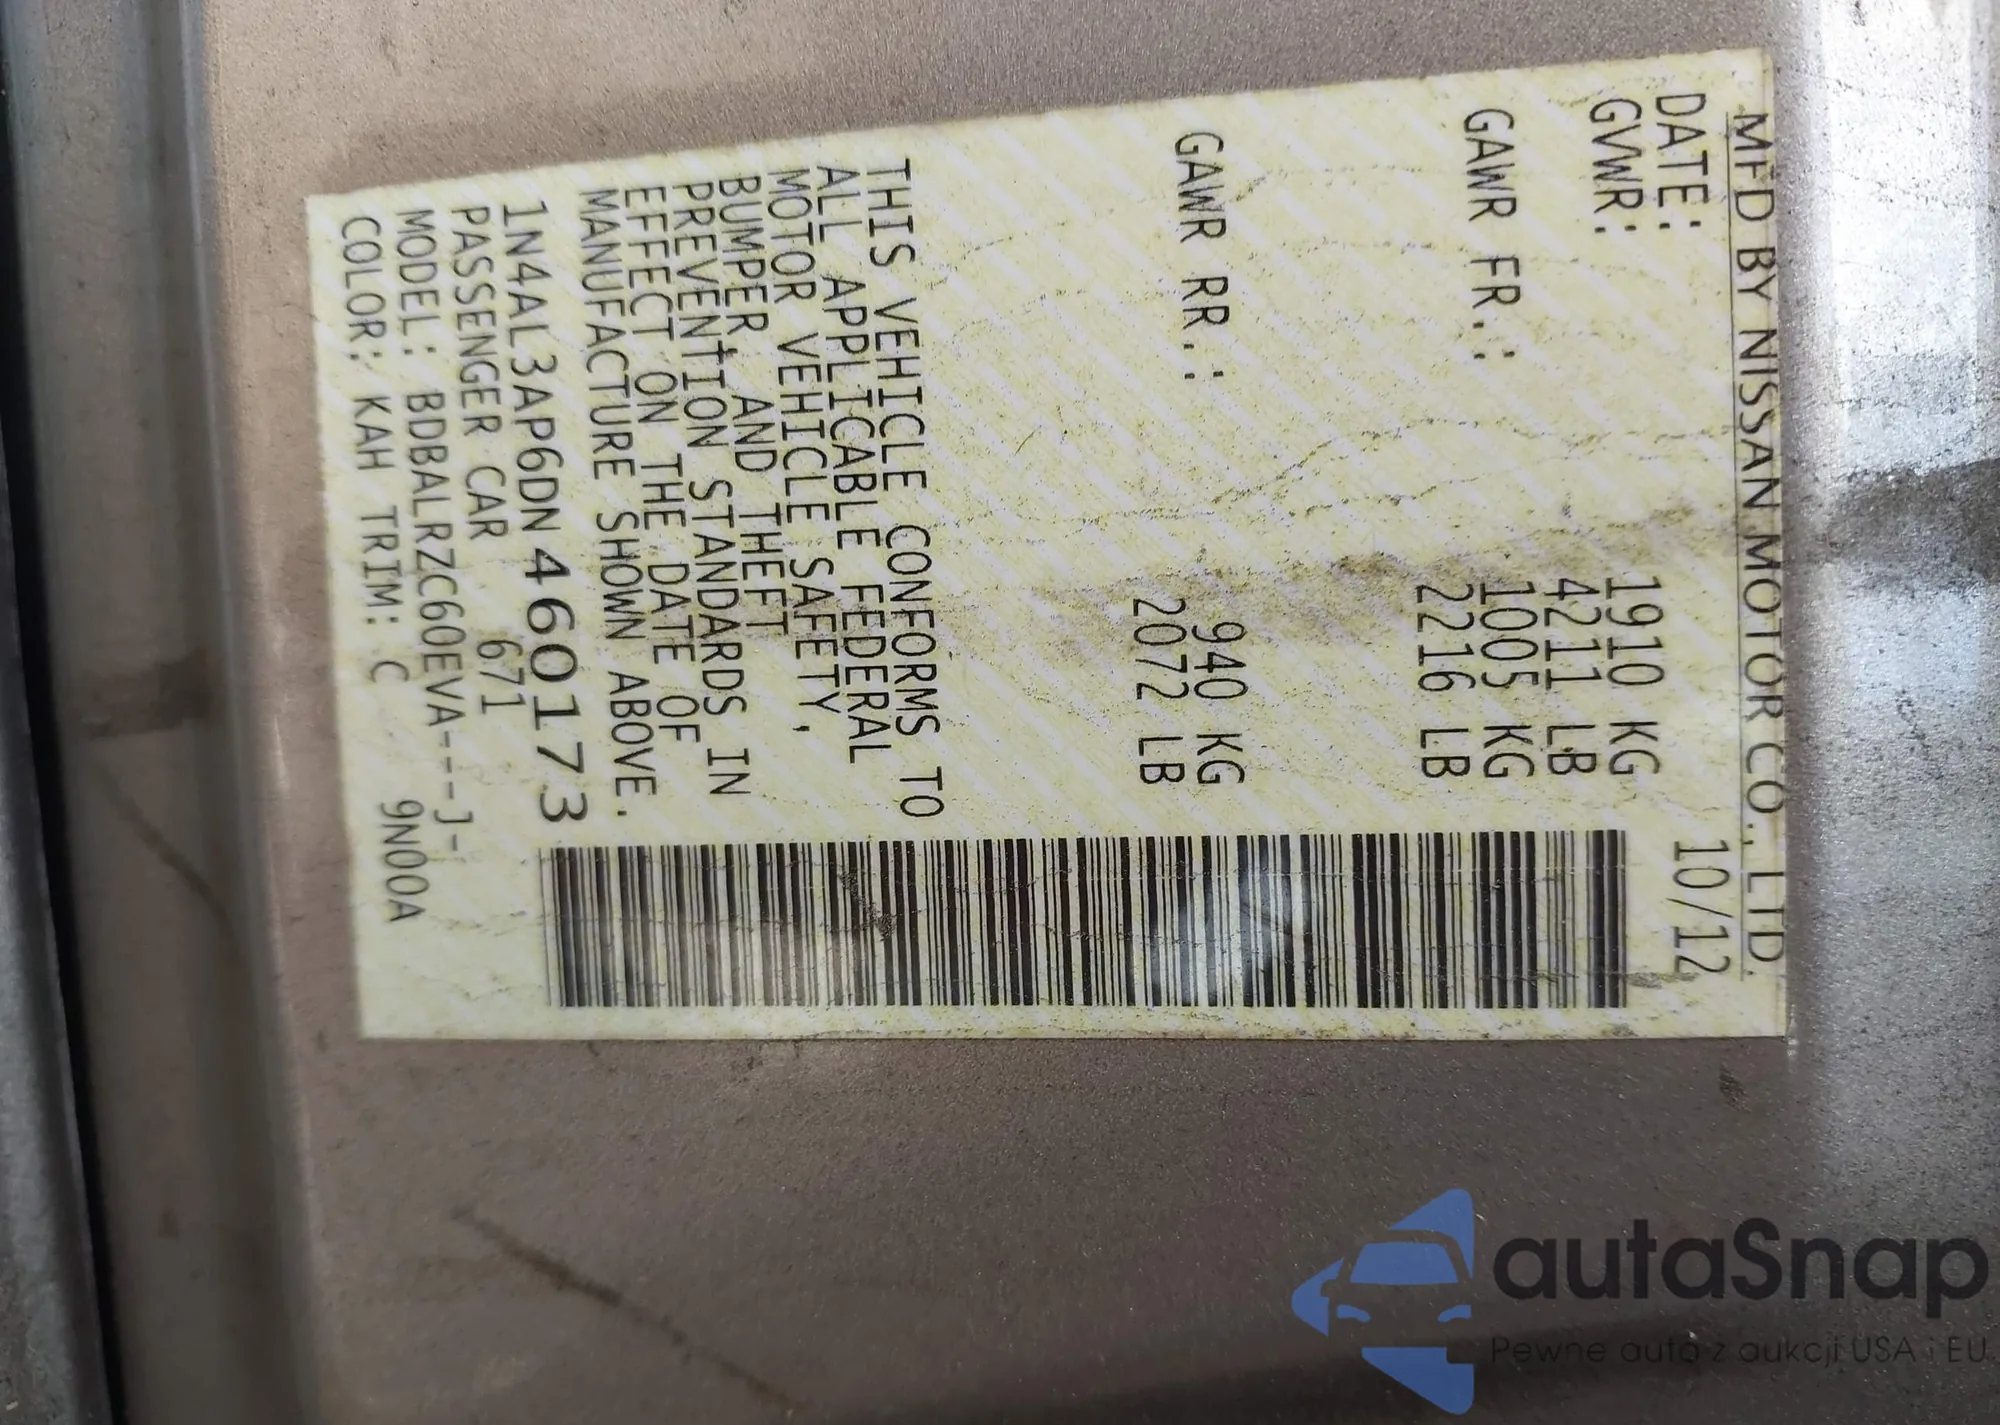 MFD BY NISSAN MOTOR CO., LTD.
DATE: 10/12
GVWR: 1910 KG
4211 LB
GAWR FR.: 1005 KG
2216 LB
GAWR RR.: 940 KG
2072 LB
THIS VEHICLE CONFORMS TO
ALL APPLICABLE FEDERAL
MOTOR VEHICLE SAFETY,
BUMPER, AND THEFT
PREVENTION STANDARDS IN
EFFECT ON THE DATE OF
MANUFACTURE SHOWN ABOVE.
1N4AL3AP6DN460173
PASSENGER CAR 671
MODEL: BDBALRZC60EVA---J-
COLOR: KAH TRIM: C 9N00A
autaSnap
Pewne auta z aukcji USA i EU